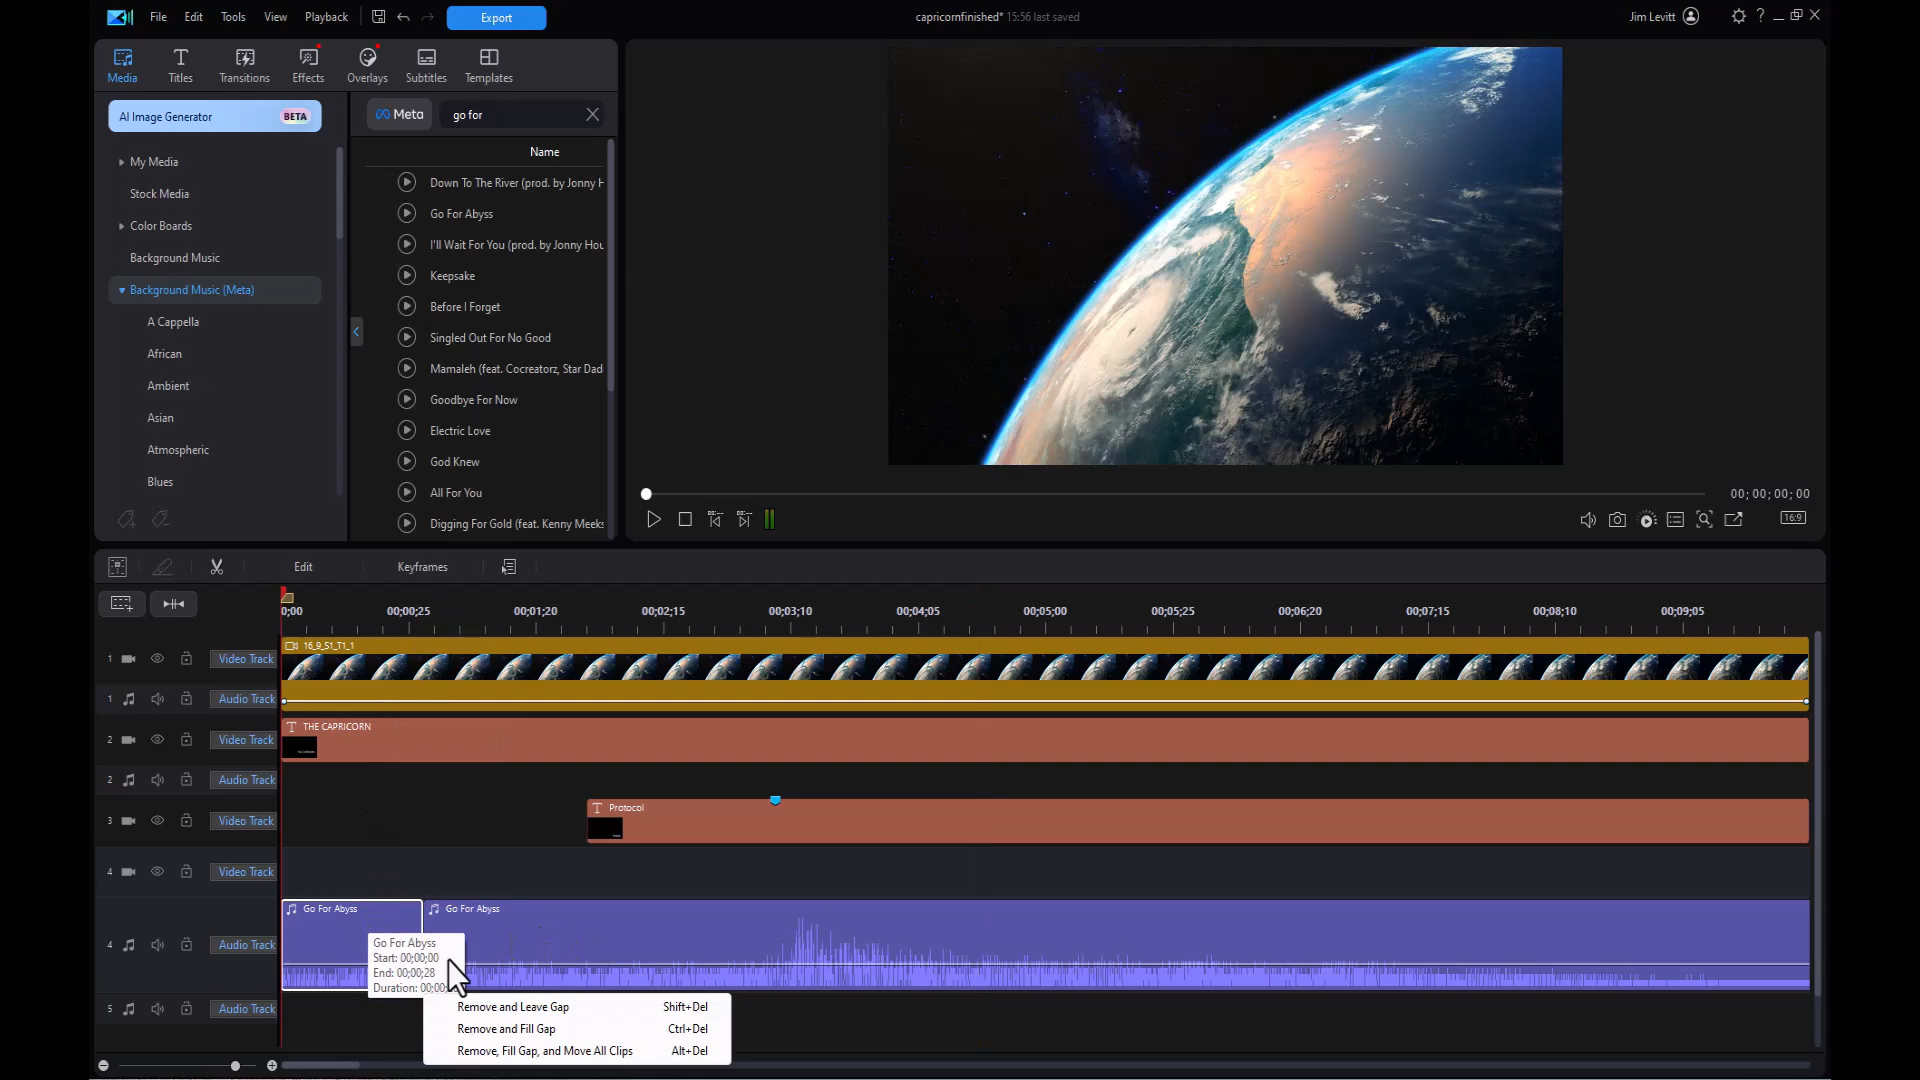 File Edit Tools View Playback Export capricornfinished* 15:56 last saved Jim Levitt ?
Media Titles Transitions Effects Overlays Subtitles Templates
AI Image Generator BETA
My Media
Stock Media
Color Boards
Background Music
Background Music (Meta)
A Cappella
African
Ambient
Asian
Atmospheric
Blues
Meta go for
Name
Down To The River (prod. by Jonny H
Go For Abyss
I'll Wait For You (prod. by Jonny Hou
Keepsake
Before I Forget
Singled Out For No Good
Mamaleh (feat. Cocreatorz, Star Dad
Goodbye For Now
Electric Love
God Knew
All For You
Digging For Gold (feat. Kenny Meeks
00;00;00;00
16:9
Edit Keyframes
0;00 00;00;25 00;01;20 00;02;15 00;03;10 00;04;05 00;05;00 00;05;25 00;06;20 00;07;15 00;08;10 00;09;05
16_9_S1_T1_1
1 Video Track
1 Audio Track
THE CAPRICORN
2 Video Track
2 Audio Track
Protocol
3 Video Track
4 Video Track
Go For Abyss Go For Abyss
4 Audio Track
Go For Abyss
Start: 00;00;00
End: 00;00;28
Duration: 00;00;
5 Audio Track
Remove and Leave Gap Shift+Del
Remove and Fill Gap Ctrl+Del
Remove, Fill Gap, and Move All Clips Alt+Del